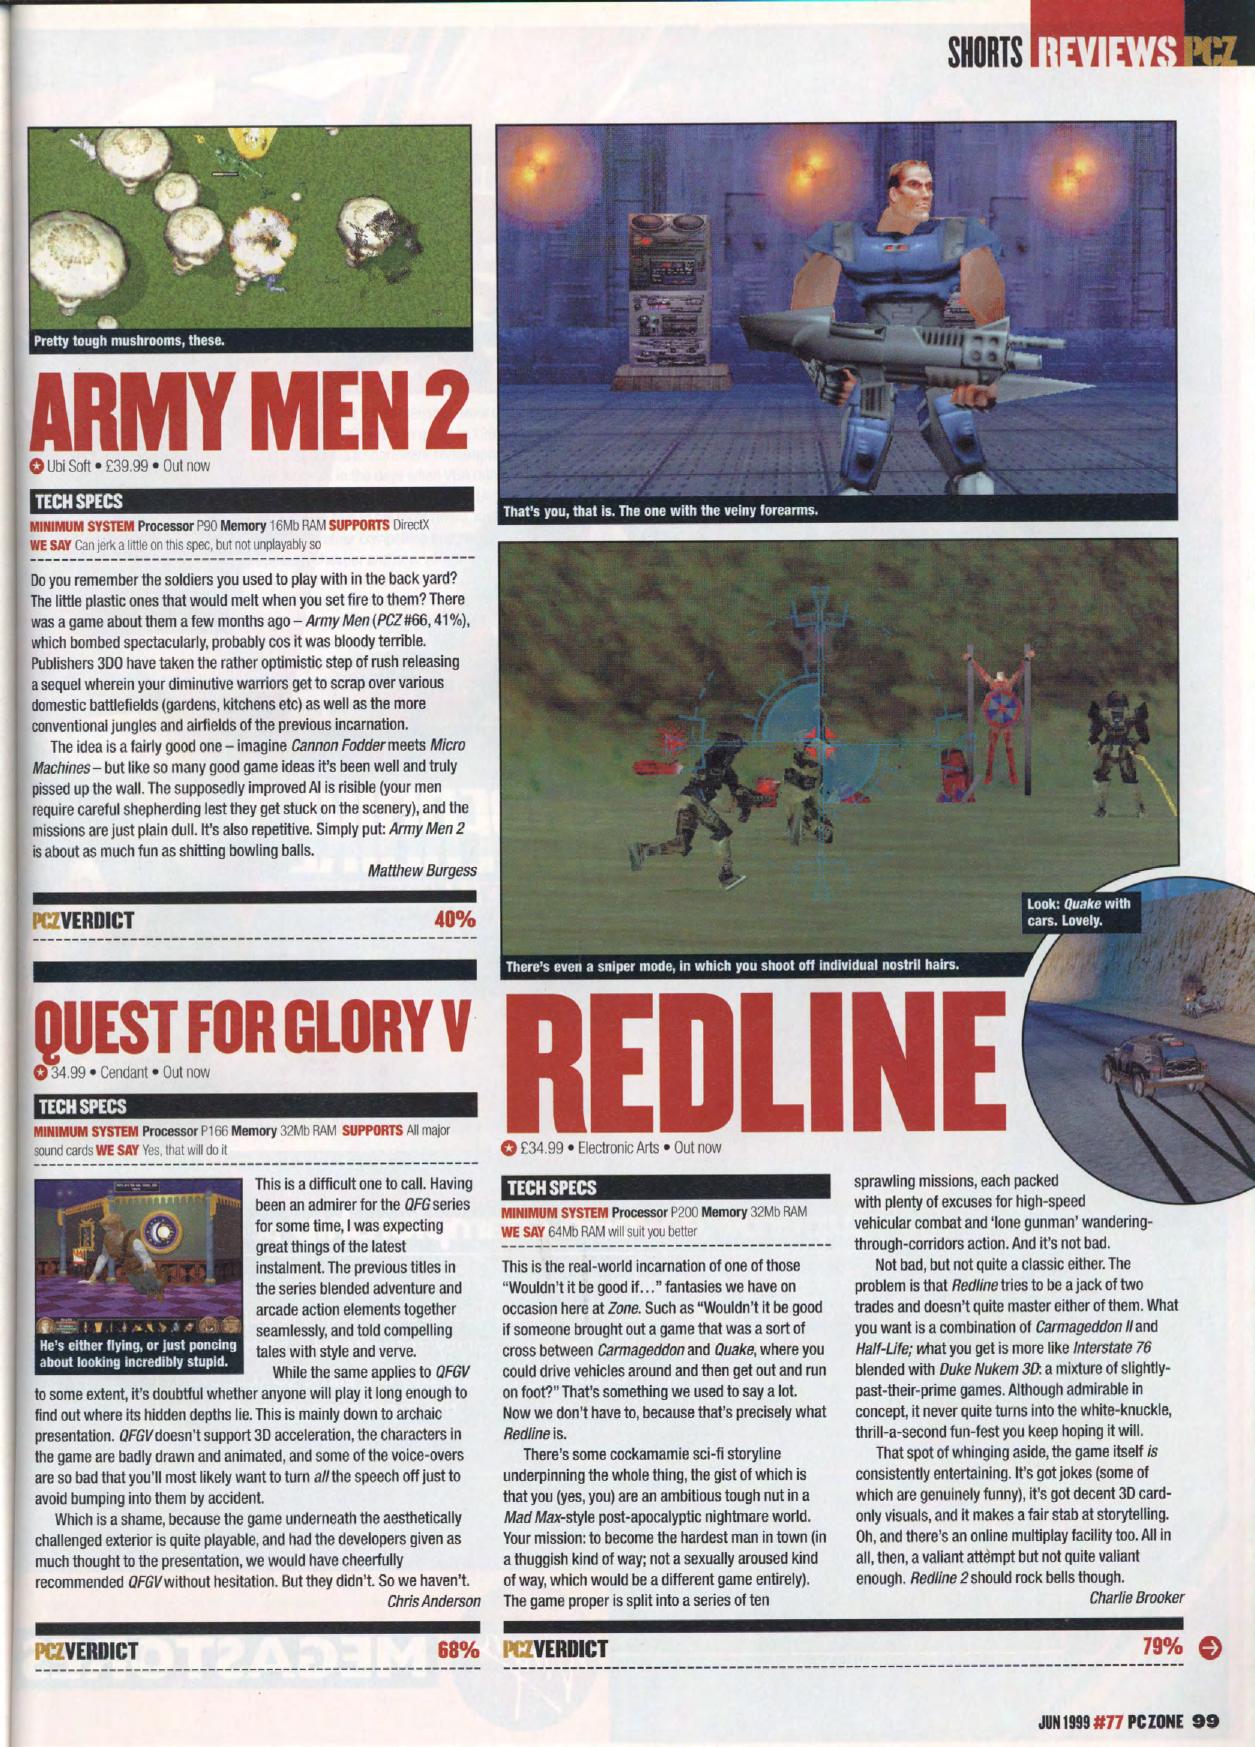 SHORTS REVIEWS PCZ
Pretty tough mushrooms, these.
ARMY MEN 2
Ubi Soft • £39.99 • Out now
TECH SPECS
MINIMUM SYSTEM Processor P90 Memory 16Mb RAM SUPPORTS DirectX
WE SAY Can jerk a little on this spec, but not unplayably so
Do you remember the soldiers you used to play with in the back yard?
The little plastic ones that would melt when you set fire to them? There
was a game about them a few months ago – Army Men (PCZ #66, 41%),
which bombed spectacularly, probably cos it was bloody terrible.
Publishers 3DO have taken the rather optimistic step of rush releasing
a sequel wherein your diminutive warriors get to scrap over various
domestic battlefields (gardens, kitchens etc) as well as the more
conventional jungles and airfields of the previous incarnation.
The idea is a fairly good one – imagine Cannon Fodder meets Micro
Machines – but like so many good game ideas it's been well and truly
pissed up the wall. The supposedly improved AI is risible (your men
require careful shepherding lest they get stuck on the scenery), and the
missions are just plain dull. It's also repetitive. Simply put: Army Men 2
is about as much fun as shitting bowling balls.
Matthew Burgess
PCZVERDICT 40%
QUEST FOR GLORY V
34.99 • Cendant • Out now
TECH SPECS
MINIMUM SYSTEM Processor P166 Memory 32Mb RAM SUPPORTS All major
sound cards WE SAY Yes, that will do it
He's either flying, or just poncing
about looking incredibly stupid.
This is a difficult one to call. Having
been an admirer for the QFG series
for some time, I was expecting
great things of the latest
instalment. The previous titles in
the series blended adventure and
arcade action elements together
seamlessly, and told compelling
tales with style and verve.
While the same applies to QFGV
to some extent, it's doubtful whether anyone will play it long enough to
find out where its hidden depths lie. This is mainly down to archaic
presentation. QFGV doesn't support 3D acceleration, the characters in
the game are badly drawn and animated, and some of the voice-overs
are so bad that you'll most likely want to turn all the speech off just to
avoid bumping into them by accident.
Which is a shame, because the game underneath the aesthetically
challenged exterior is quite playable, and had the developers given as
much thought to the presentation, we would have cheerfully
recommended QFGV without hesitation. But they didn't. So we haven't.
Chris Anderson
PCZVERDICT 68%
That's you, that is. The one with the veiny forearms.
There's even a sniper mode, in which you shoot off individual nostril hairs.
Look: Quake with
cars. Lovely.
REDLINE
£34.99 • Electronic Arts • Out now
TECH SPECS
MINIMUM SYSTEM Processor P200 Memory 32Mb RAM
WE SAY 64Mb RAM will suit you better
This is the real-world incarnation of one of those
"Wouldn't it be good if..." fantasies we have on
occasion here at Zone. Such as "Wouldn't it be good
if someone brought out a game that was a sort of
cross between Carmageddon and Quake, where you
could drive vehicles around and then get out and run
on foot?" That's something we used to say a lot.
Now we don't have to, because that's precisely what
Redline is.
There's some cockamamie sci-fi storyline
underpinning the whole thing, the gist of which is
that you (yes, you) are an ambitious tough nut in a
Mad Max-style post-apocalyptic nightmare world.
Your mission: to become the hardest man in town (in
a thuggish kind of way; not a sexually aroused kind
of way, which would be a different game entirely).
The game proper is split into a series of ten
sprawling missions, each packed
with plenty of excuses for high-speed
vehicular combat and 'lone gunman' wandering-
through-corridors action. And it's not bad.
Not bad, but not quite a classic either. The
problem is that Redline tries to be a jack of two
trades and doesn't quite master either of them. What
you want is a combination of Carmageddon II and
Half-Life; what you get is more like Interstate 76
blended with Duke Nukem 3D: a mixture of slightly-
past-their-prime games. Although admirable in
concept, it never quite turns into the white-knuckle,
thrill-a-second fun-fest you keep hoping it will.
That spot of whinging aside, the game itself is
consistently entertaining. It's got jokes (some of
which are genuinely funny), it's got decent 3D card-
only visuals, and it makes a fair stab at storytelling.
Oh, and there's an online multiplay facility too. All in
all, then, a valiant attempt but not quite valiant
enough. Redline 2 should rock bells though.
Charlie Brooker
PCZVERDICT 79%
JUN 1999 #77 PC ZONE 99